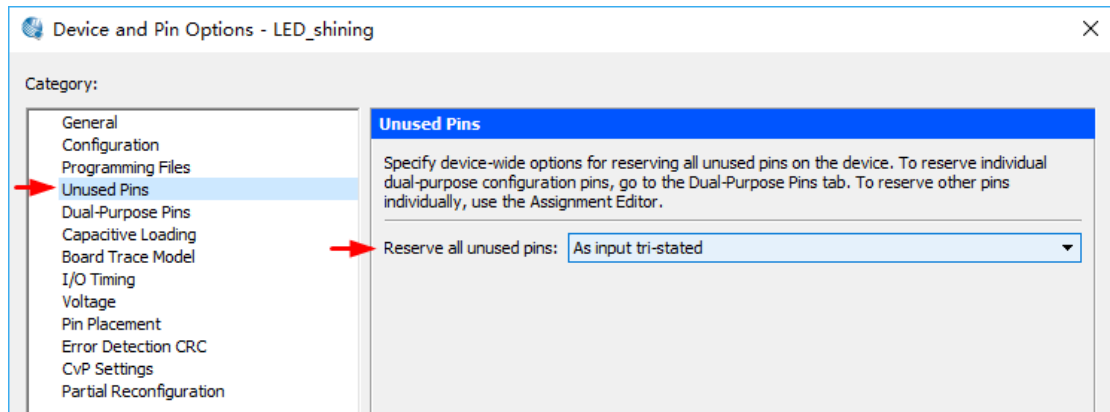 Device and Pin Options - LED_shining
Category:
General
Configuration
Programming Files
Unused Pins
Dual-Purpose Pins
Capacitive Loading
Board Trace Model
I/O Timing
Voltage
Pin Placement
Error Detection CRC
CvP Settings
Partial Reconfiguration
Unused Pins
Specify device-wide options for reserving all unused pins on the device. To reserve individual
dual-purpose configuration pins, go to the Dual-Purpose Pins tab. To reserve other pins
individually, use the Assignment Editor.
Reserve all unused pins: As input tri-stated